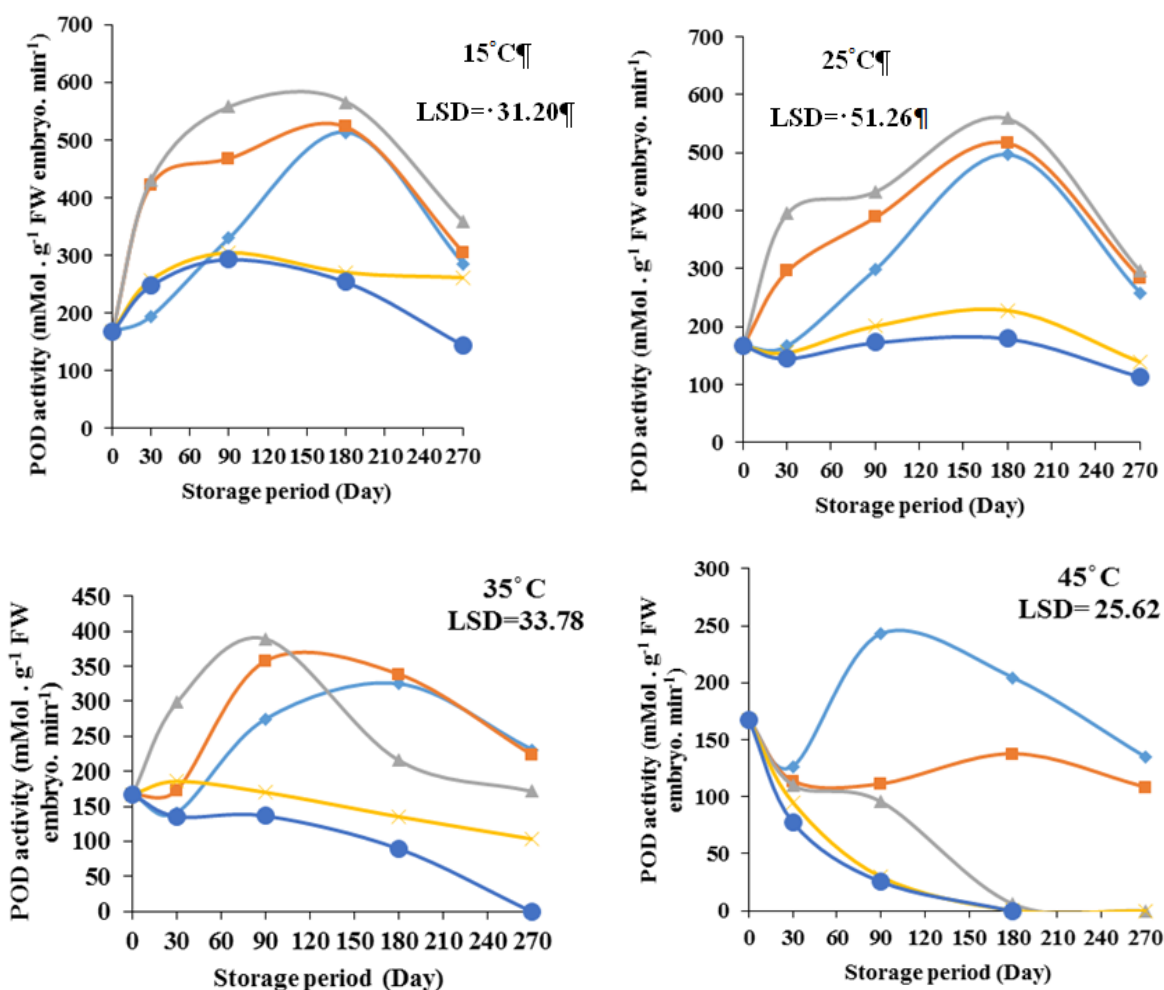 700
600
500
400
300
200
100
0
POD activity (mMol . g-1 FW embryo. min-1)
15°C¶
LSD=·31.20¶
0 30 60 90 120 150 180 210 240 270
Storage period (Day)
700
600
500
400
300
200
100
0
POD activity (mMol . g-1 FW embryo. min-1)
25°C¶
LSD=·51.26¶
0 30 60 90 120 150 180 210 240 270
Storage period (Day)
450
400
350
300
250
200
150
100
50
0
POD activity (mMol . g-1 FW
embryo. min-1)
35°C
LSD=33.78
0 30 60 90 120 150 180 210 240 270
Storage period (Day)
300
250
200
150
100
50
0
POD activity (mMol . g-1 FW
embryo. min-1)
45°C
LSD= 25.62
0 30 60 90 120 150 180 210 240 270
Storage period (Day)